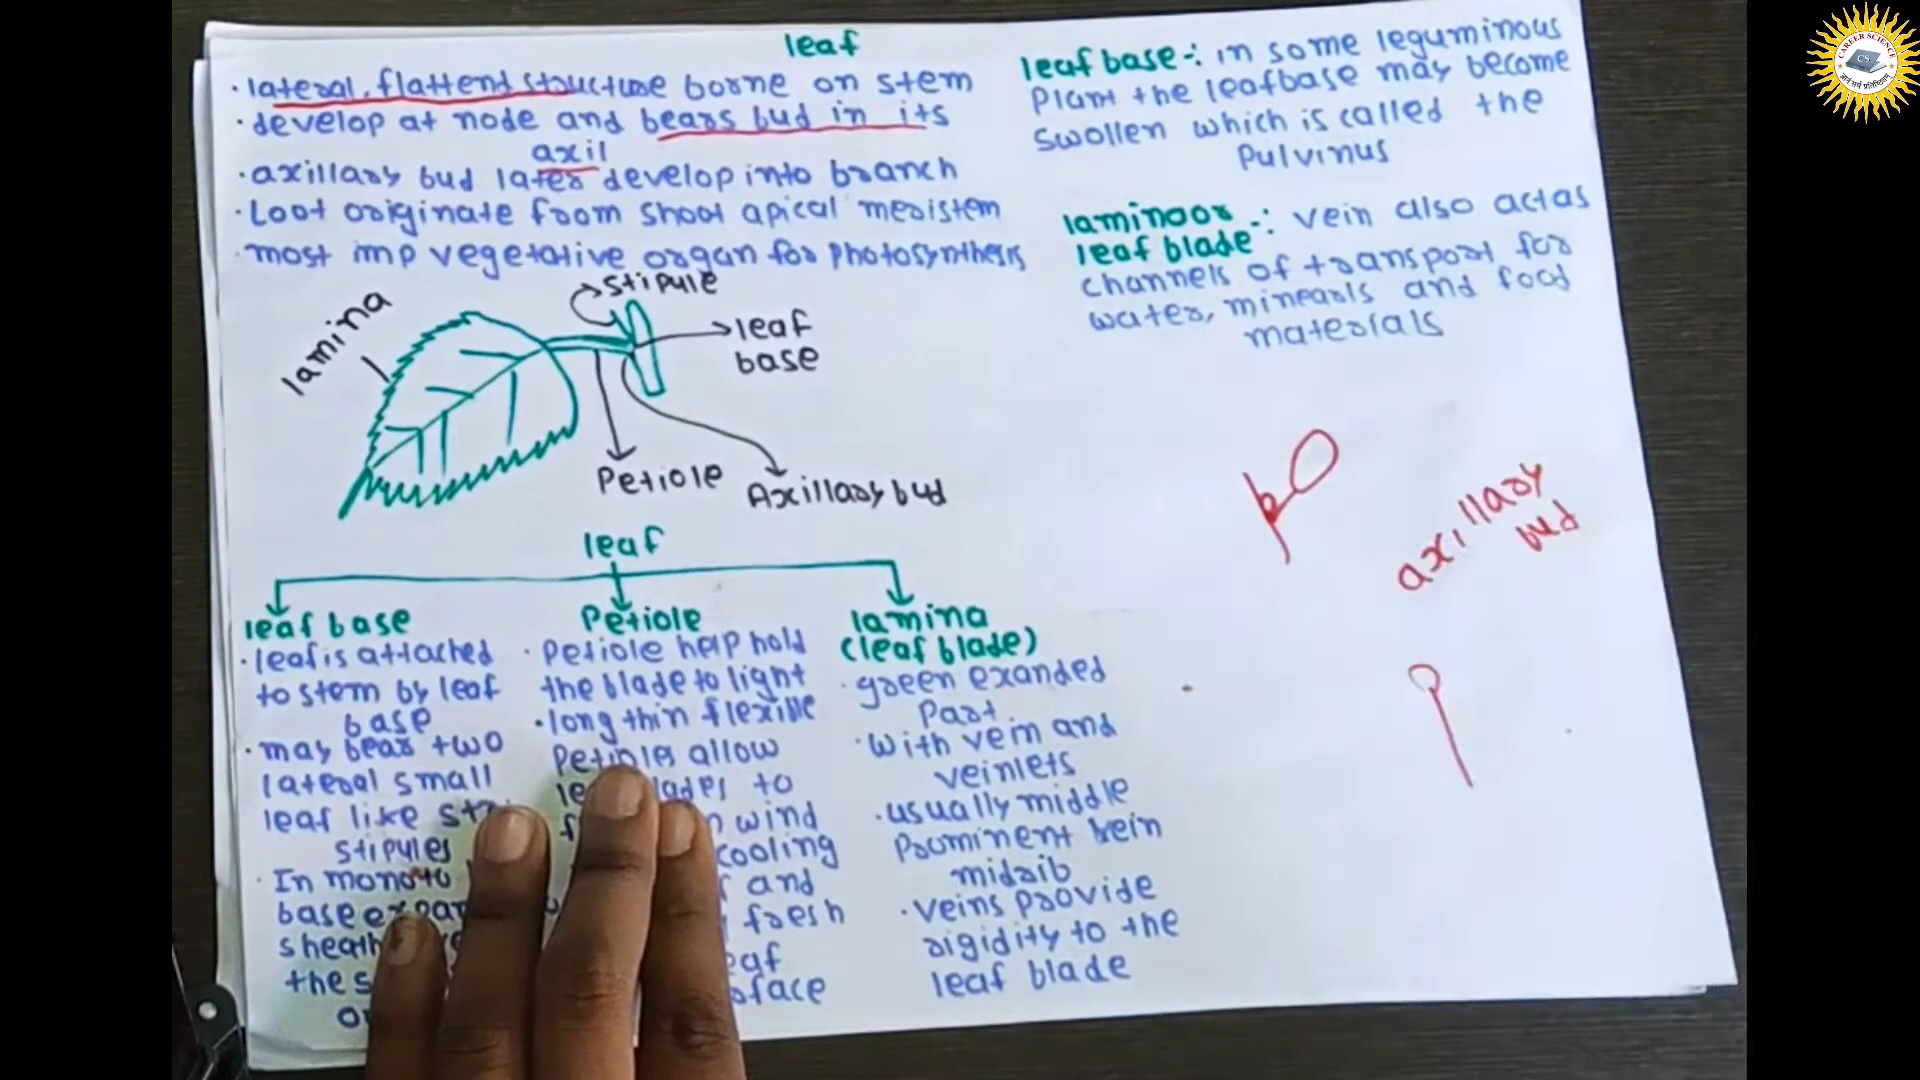 leaf
· lateral, flattend structure borne on stem
· develop at node and bears bud in its
axil
· axillary bud later develop into branch
· Loot originate from shoot apical meristem
· most imp vegetative organ for photosynthesis
leaf base -: in some leguminous
Plant the leafbase may become
swollen which is called the
Pulvinus
lamina or
leaf blade -: vein also act as
channels of transport for
water, minearls and food
materials
lamina
stipule
leaf
base
Petiole
Axillary bud
axillary
bud
leaf
leaf base
· leaf is attached
to stem by leaf
base
· may bear two
lateral small
leaf like
stipules
· In monoto
base
sheath
the
Petiole
· Petiole help hold
the blade to light
· long thin flexible
Petioles allow
to
wind
cooling
and
fresh
lamina
(leaf blade)
· green exanded
Part
· with vein and
veinlets
· usually middle
Prominent vein
midrib
· veins provide
rigidity to the
leaf blade
CAREER SCIENCE
CS